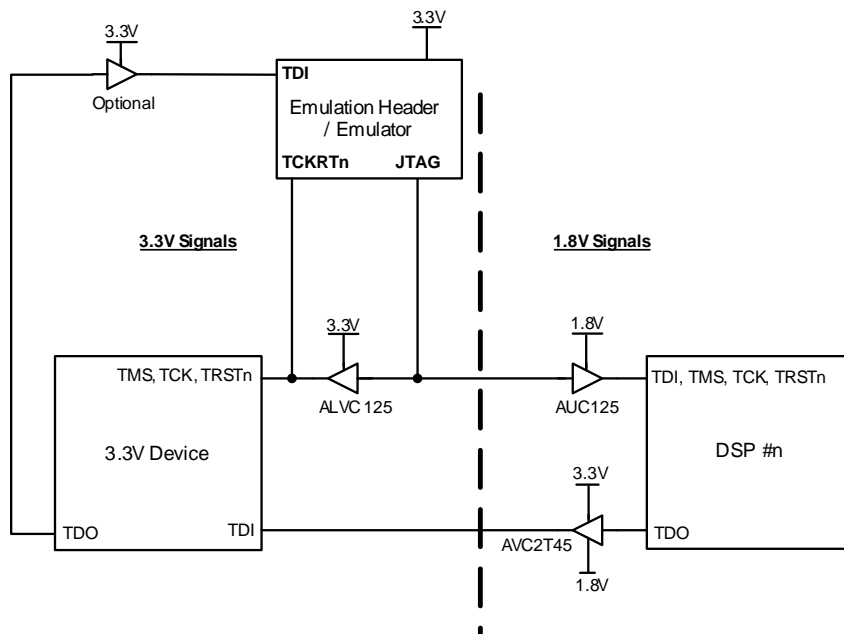 3.3V
3.3V
TDI
Optional
Emulation Header
/ Emulator
TCKRTn
JTAG
3.3V Signals
1.8V Signals
3.3V
1.8V
TMS, TCK, TRSTn
TDI, TMS, TCK, TRSTn
ALVC125
AUC125
3.3V Device
DSP #n
3.3V
TDO
TDI
AVC2T45
TDO
1.8V